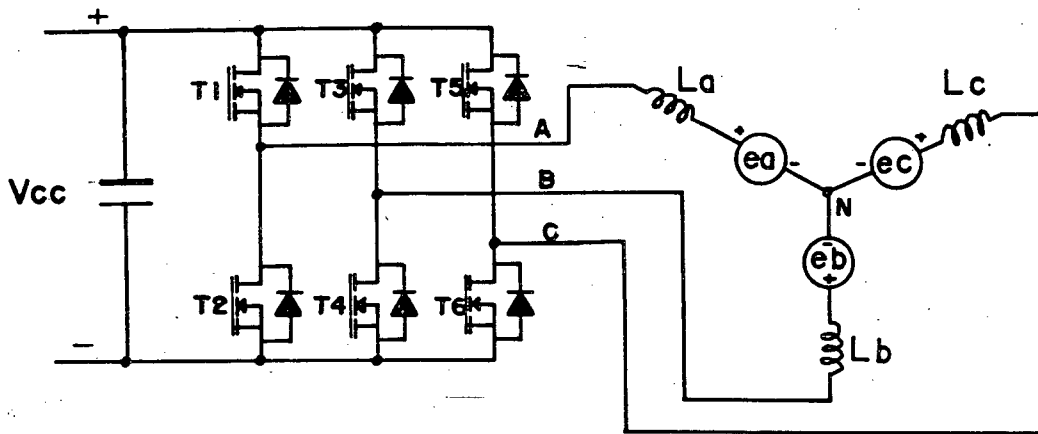 +
La
Lc
T1
T3
T5
A
+
ea
-
-
ec
+
Vcc
B
N
C
-
eb
+
T2
T4
T6
-
Lb